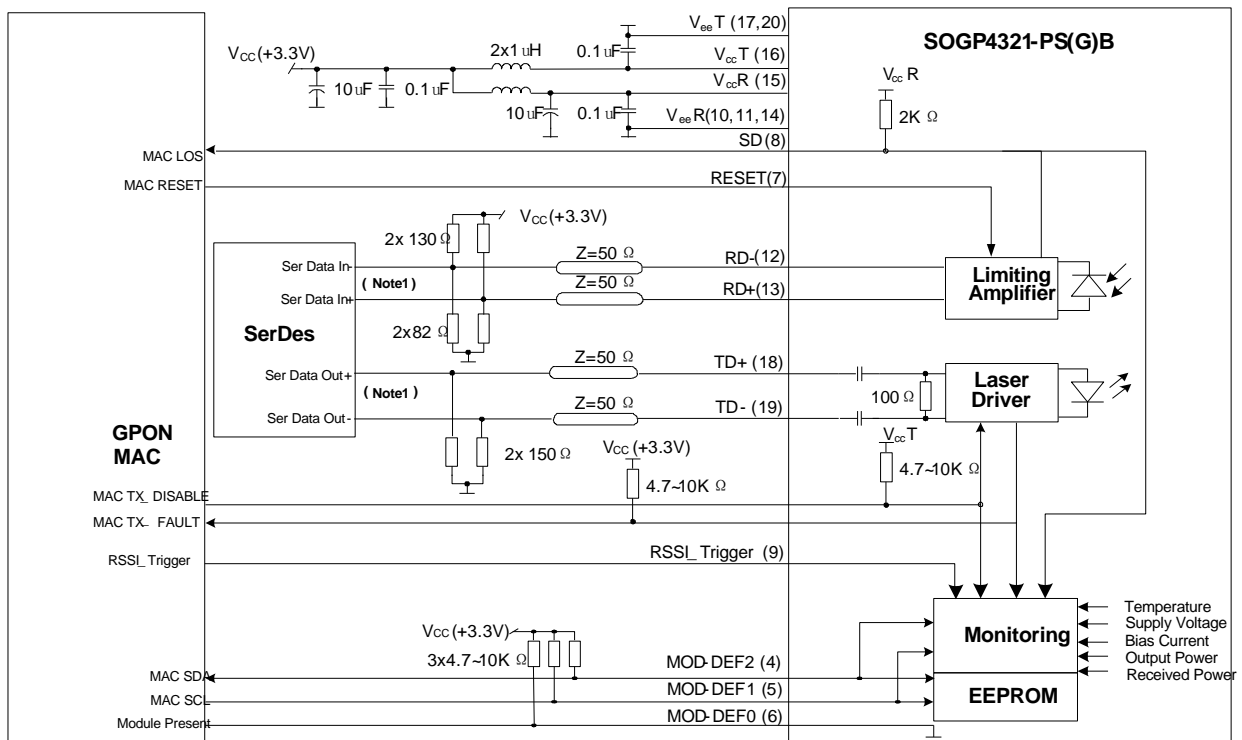 VeeT (17,20)
SOGP4321-PS(G)B
VCC(+3.3V)
2x1 uH
0.1 uF
VccT (16)
VccR (15)
VccR
10 uF
0.1 uF
10 uF
0.1 uF
VeeR(10, 11, 14)
2K Ω
SD (8)
MAC LOS
MAC RESET
RESET(7)
VCC(+3.3V)
2x 130 Ω
Z=50 Ω
RD-(12)
Ser Data In-
(Note1)
Z=50 Ω
RD+(13)
Ser Data In+
Limiting
Amplifier
SerDes
2x82 Ω
Z=50 Ω
TD+ (18)
Ser Data Out+
(Note1)
100 Ω
Laser
Driver
Z=50 Ω
TD- (19)
Ser Data Out-
GPON
MAC
2x 150 Ω
VCC(+3.3V)
VccT
4.7~10K Ω
4.7~10K Ω
MAC TX_DISABLE
MAC TX_ FAULT
RSSI_Trigger
RSSI_Trigger (9)
Temperature
Supply Voltage
Bias Current
Output Power
Received Power
Monitoring
VCC(+3.3V)
3x4.7~10K Ω
MAC SDA
MOD-DEF2 (4)
MAC SCL
MOD-DEF1 (5)
EEPROM
Module Present
MOD-DEF0 (6)